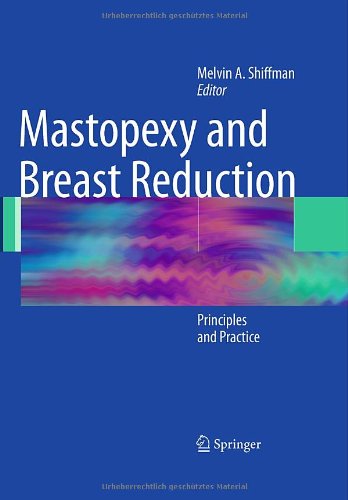 Urheberrechtlich geschütztes Material
Melvin A. Shiffman
Editor
Mastopexy and
Breast Reduction
Principles
and Practice
Springer
Urheberrechtlich geschütztes Material